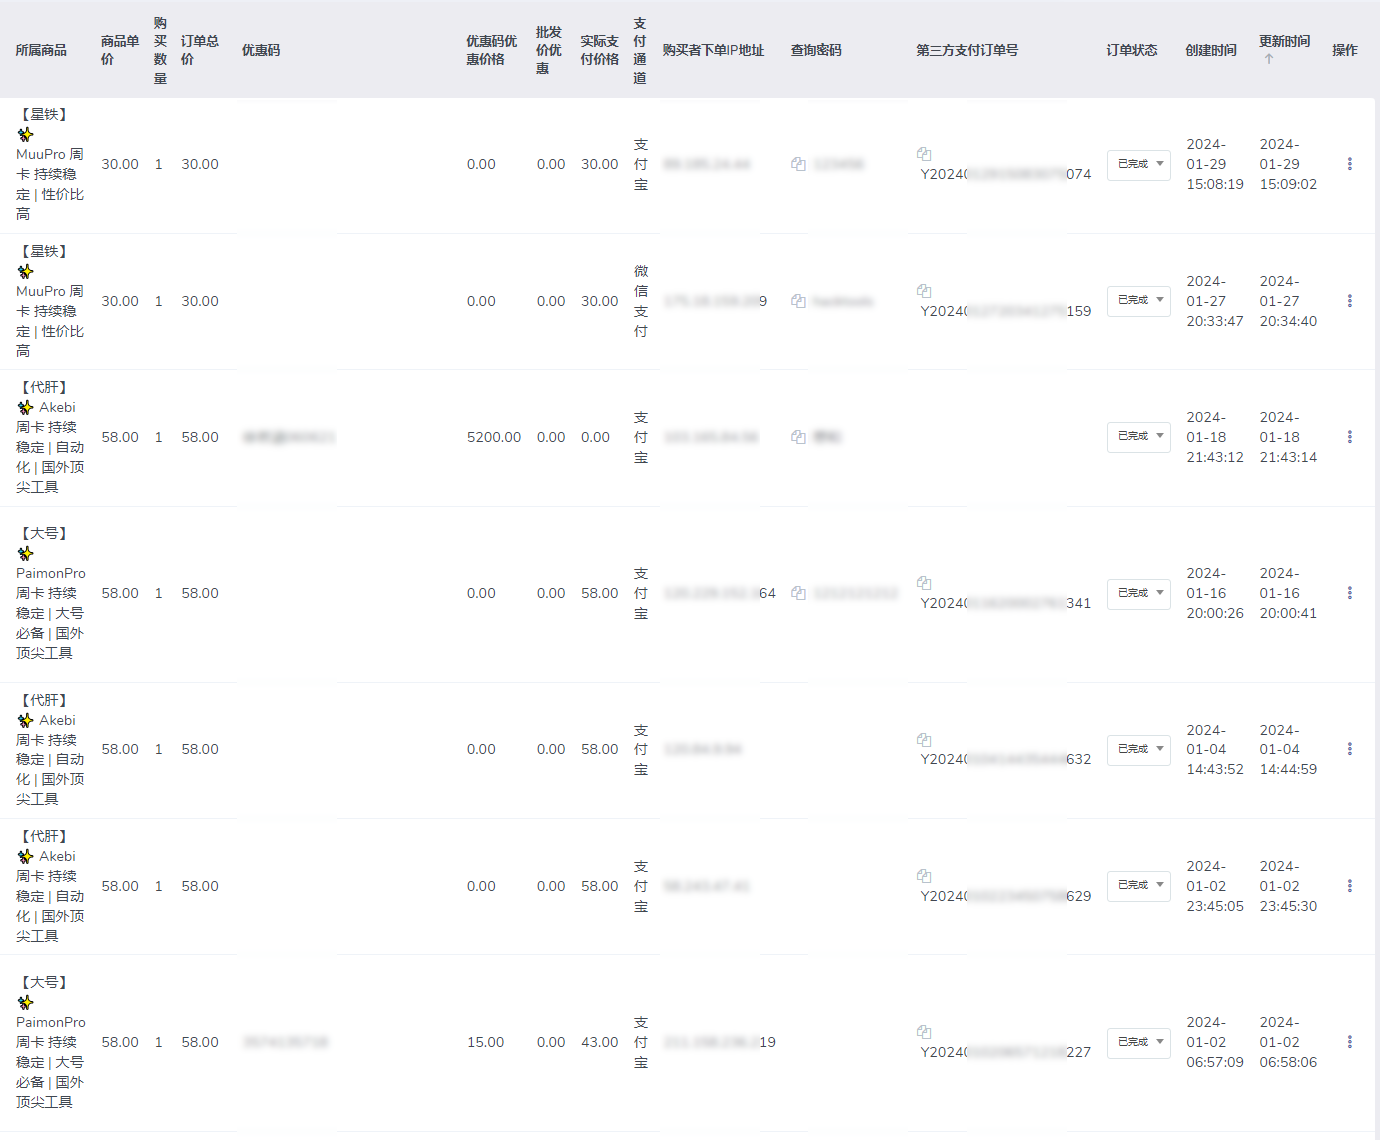 所属商品 商品单价 购买数量 订单总价 优惠码 优惠码优惠价格 批发价优惠 实际支付价格 支付通道 购买者下单IP地址 查询密码 第三方支付订单号 订单状态 创建时间 更新时间 操作
【星铁】
MuuPro 周
卡 持续稳
定 | 性价比
高
30.00 1 30.00 0.00 0.00 30.00 支付宝
Y2024 074
已完成
2024-
01-29
15:08:19
2024-
01-29
15:09:02
【星铁】
MuuPro 周
卡 持续稳
定 | 性价比
高
30.00 1 30.00 0.00 0.00 30.00 微信支付 9
Y2024 159
已完成
2024-
01-27
20:33:47
2024-
01-27
20:34:40
【代肝】
Akebi
周卡 持续
稳定 | 自动
化 | 国外顶
尖工具
58.00 1 58.00 5200.00 0.00 0.00 支付宝
已完成
2024-
01-18
21:43:12
2024-
01-18
21:43:14
【大号】
PaimonPro
周卡 持续
稳定 | 大号
必备 | 国外
顶尖工具
58.00 1 58.00 0.00 0.00 58.00 支付宝 64
Y2024 341
已完成
2024-
01-16
20:00:26
2024-
01-16
20:00:41
【代肝】
Akebi
周卡 持续
稳定 | 自动
化 | 国外顶
尖工具
58.00 1 58.00 0.00 0.00 58.00 支付宝
Y2024 632
已完成
2024-
01-04
14:43:52
2024-
01-04
14:44:59
【代肝】
Akebi
周卡 持续
稳定 | 自动
化 | 国外顶
尖工具
58.00 1 58.00 0.00 0.00 58.00 支付宝
Y2024 629
已完成
2024-
01-02
23:45:05
2024-
01-02
23:45:30
【大号】
PaimonPro
周卡 持续
稳定 | 大号
必备 | 国外
顶尖工具
58.00 1 58.00 15.00 0.00 43.00 支付宝 19
Y2024 227
已完成
2024-
01-02
06:57:09
2024-
01-02
06:58:06